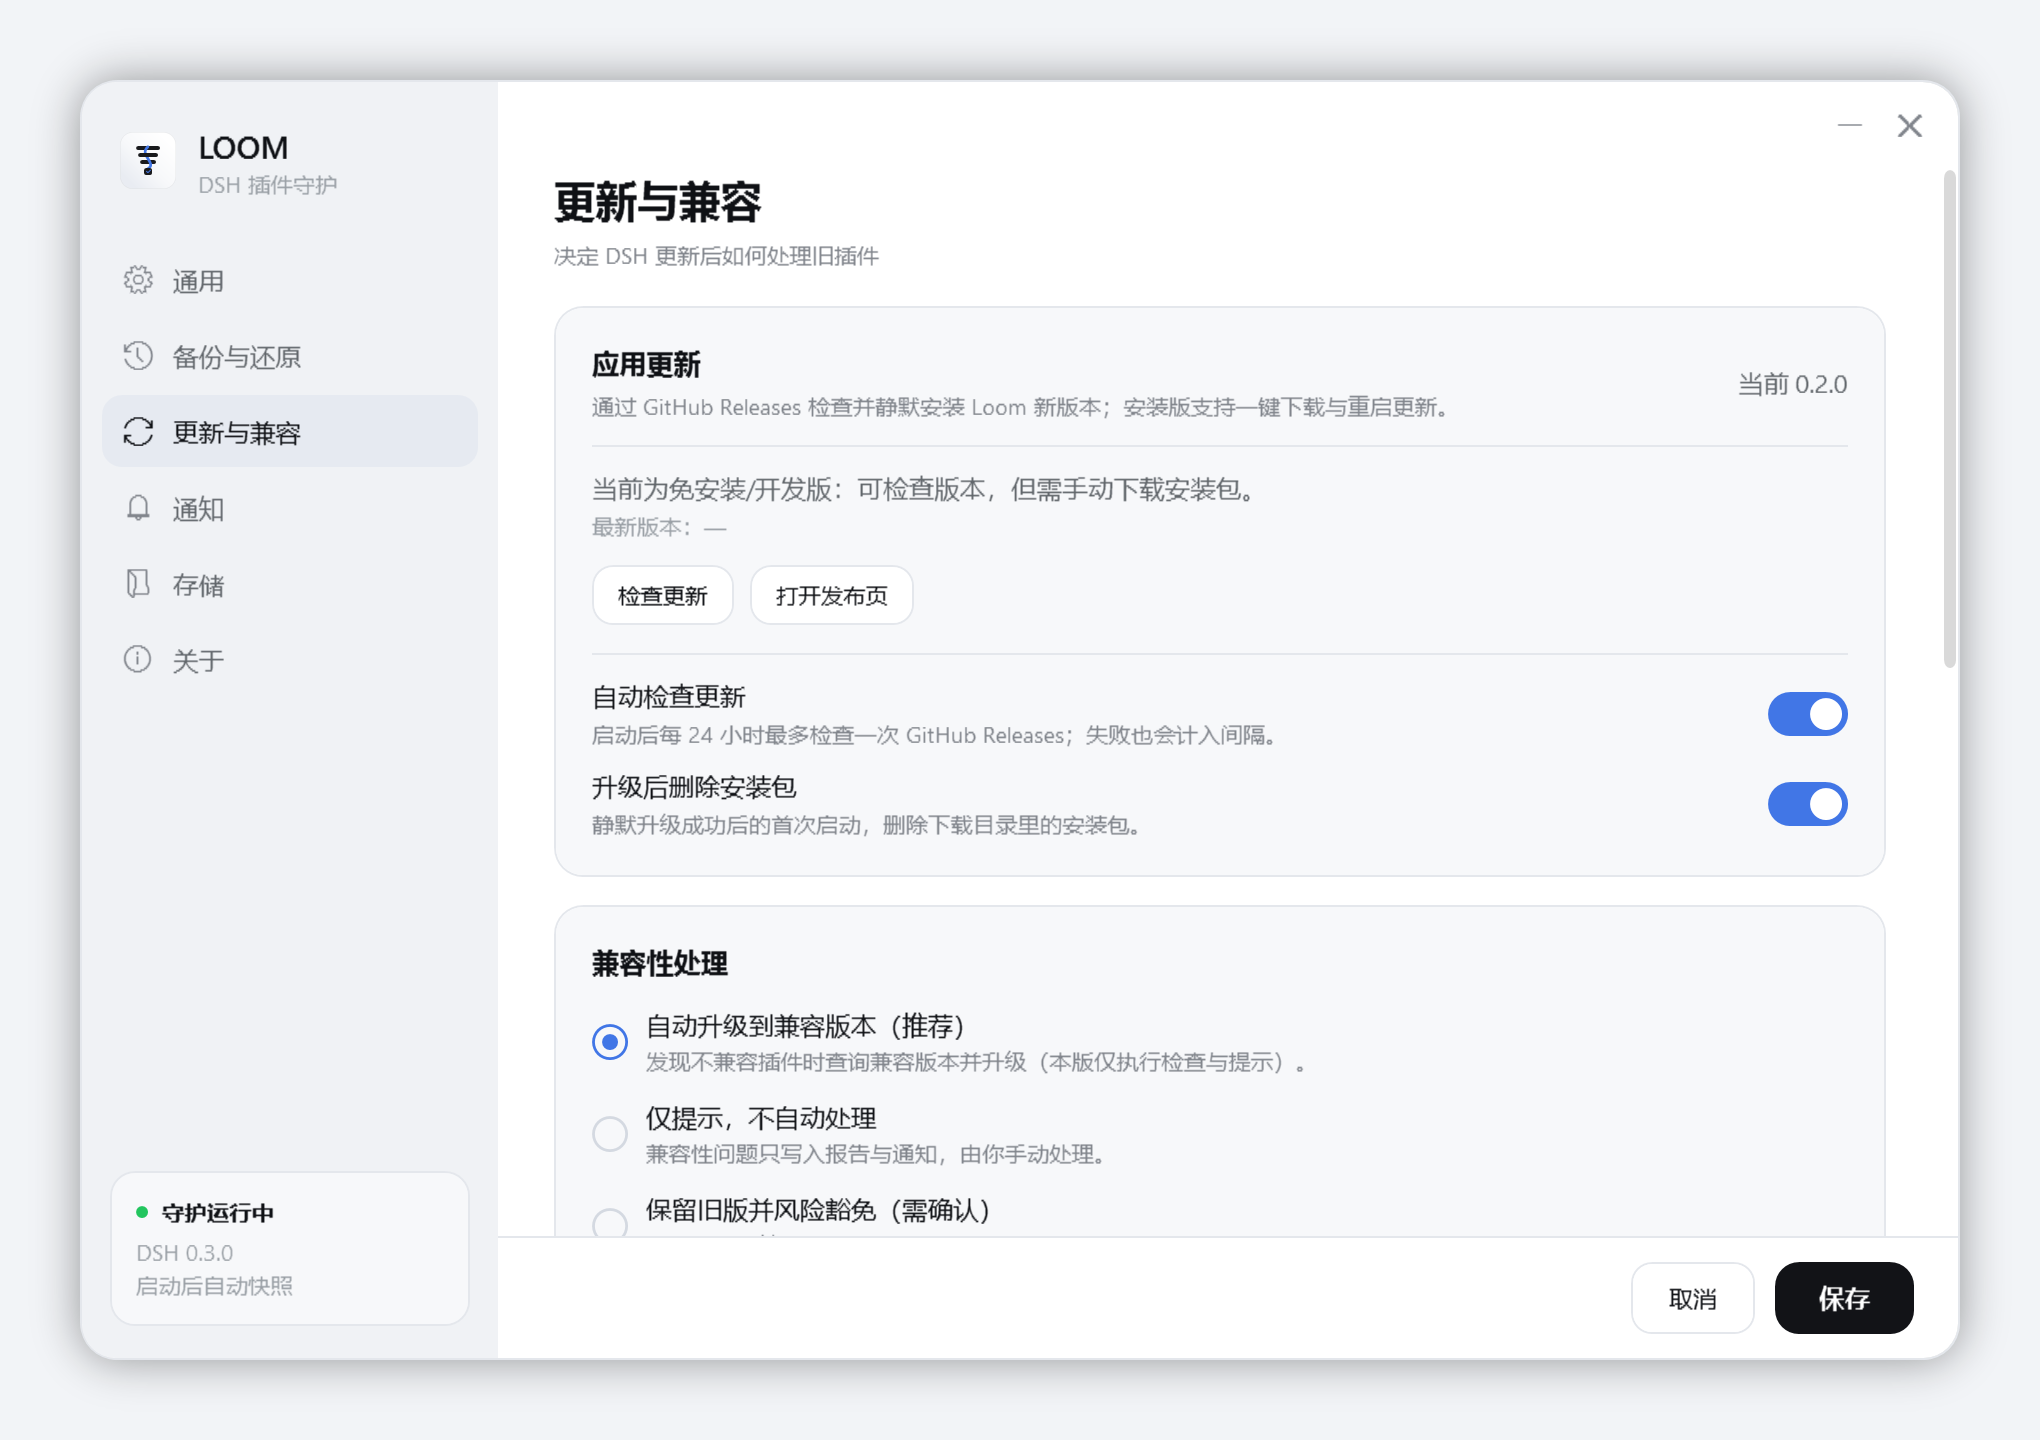 LOOM
DSH 插件守护
通用
备份与还原
更新与兼容
通知
存储
关于
守护运行中
DSH 0.3.0
启动后自动快照
更新与兼容
决定 DSH 更新后如何处理旧插件
应用更新
通过 GitHub Releases 检查并静默安装 Loom 新版本；安装版支持一键下载与重启更新。
当前 0.2.0
当前为免安装/开发版：可检查版本，但需手动下载安装包。
最新版本：—
检查更新
打开发布页
自动检查更新
启动后每 24 小时最多检查一次 GitHub Releases；失败也会计入间隔。
升级后删除安装包
静默升级成功后的首次启动，删除下载目录里的安装包。
兼容性处理
自动升级到兼容版本（推荐）
发现不兼容插件时查询兼容版本并升级（本版仅执行检查与提示）。
仅提示，不自动处理
兼容性问题只写入报告与通知，由你手动处理。
保留旧版并风险豁免（需确认）
取消
保存